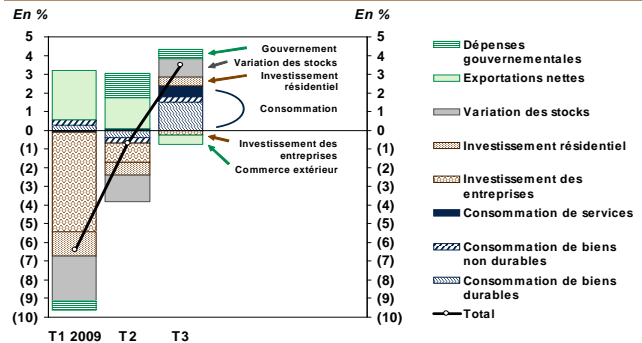 En %
En %
5
4
3
2
1
0
(1)
(2)
(3)
(4)
(5)
(6)
(7)
(8)
(9)
(10)
T1 2009
T2
T3
Gouvernement
Variation des stocks
Investissement
résidentiel
Consommation
Investissement des
entreprises
Commerce extérieur
5
4
3
2
1
0
(1)
(2)
(3)
(4)
(5)
(6)
(7)
(8)
(9)
(10)
Dépenses
gouvernementales
Exportations nettes
Variation des stocks
Investissement résidentiel
Investissement des
entreprises
Consommation de services
Consommation de biens
non durables
Consommation de biens
durables
Total